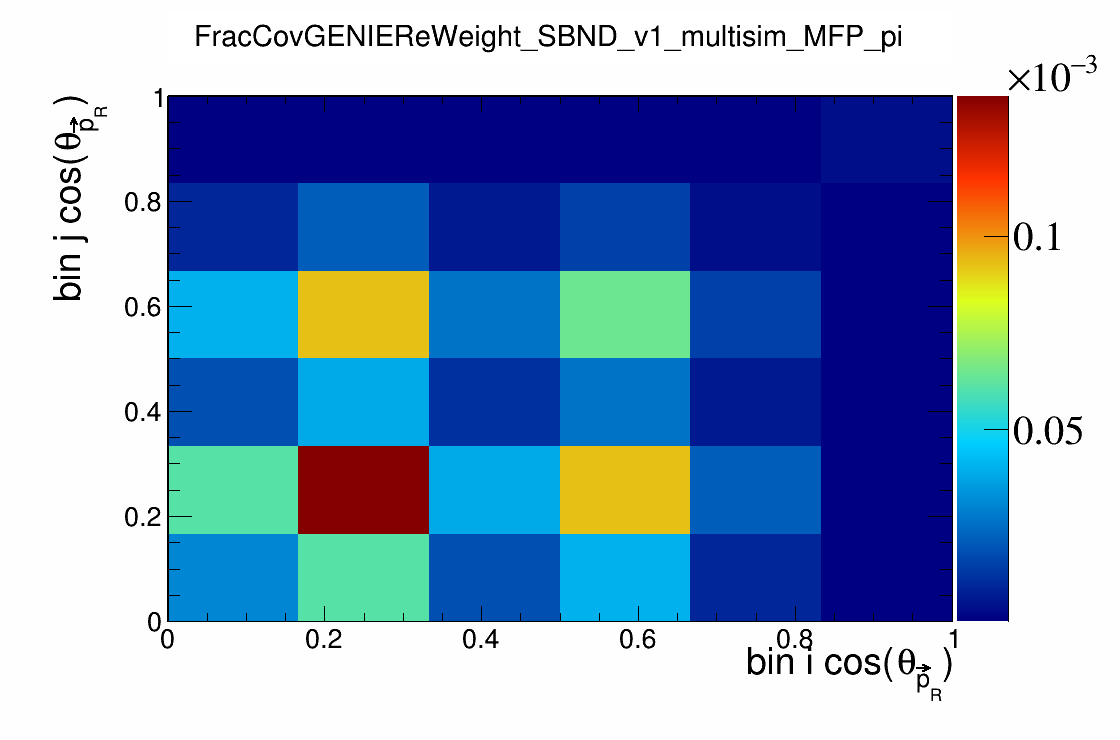 FracCovGENIEReWeight_SBND_v1_multisim_MFP_pi
×10⁻³
bin j cos(θ_p⃗_R)
1
0.8
0.6
0.4
0.2
0
0 0.2 0.4 0.6 0.8 1
bin i cos(θ_p⃗_R)
0.1
0.05